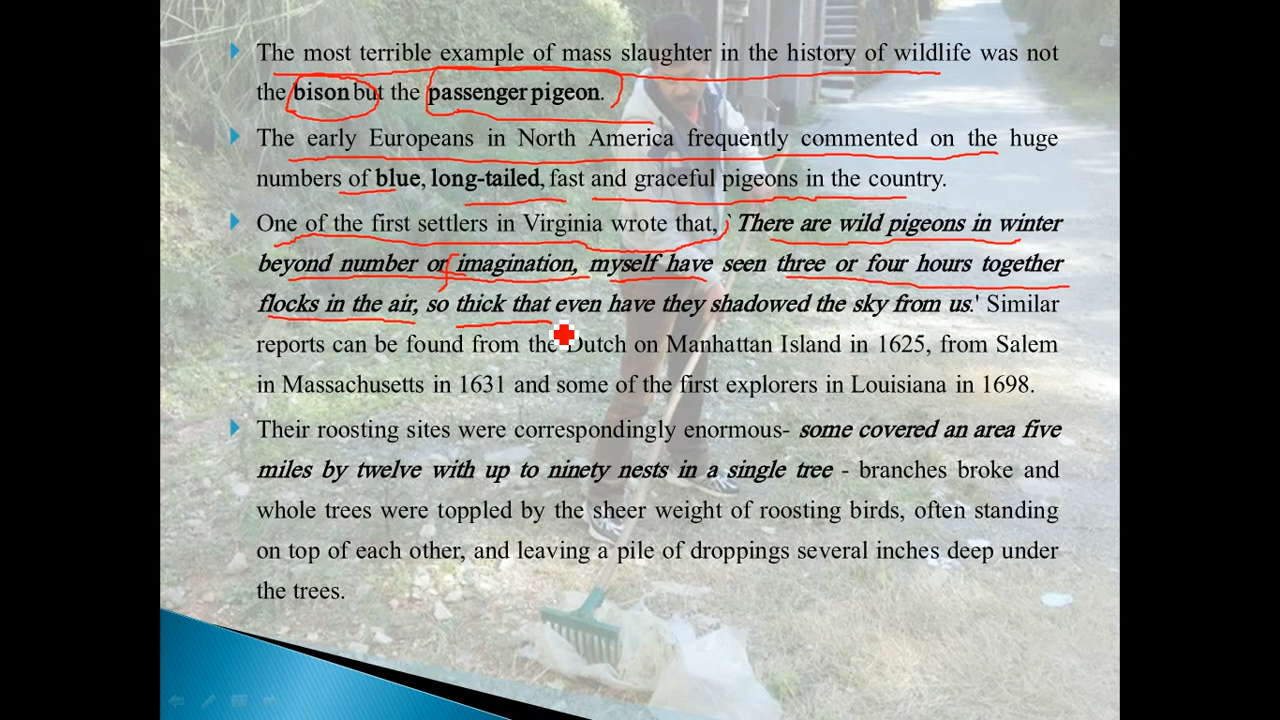 The most terrible example of mass slaughter in the history of wildlife was not
the bison but the passenger pigeon.
The early Europeans in North America frequently commented on the huge
numbers of blue, long-tailed, fast and graceful pigeons in the country.
One of the first settlers in Virginia wrote that, `There are wild pigeons in winter
beyond number or imagination, myself have seen three or four hours together
flocks in the air, so thick that even have they shadowed the sky from us.' Similar
reports can be found from the Dutch on Manhattan Island in 1625, from Salem
in Massachusetts in 1631 and some of the first explorers in Louisiana in 1698.
Their roosting sites were correspondingly enormous- some covered an area five
miles by twelve with up to ninety nests in a single tree - branches broke and
whole trees were toppled by the sheer weight of roosting birds, often standing
on top of each other, and leaving a pile of droppings several inches deep under
the trees.